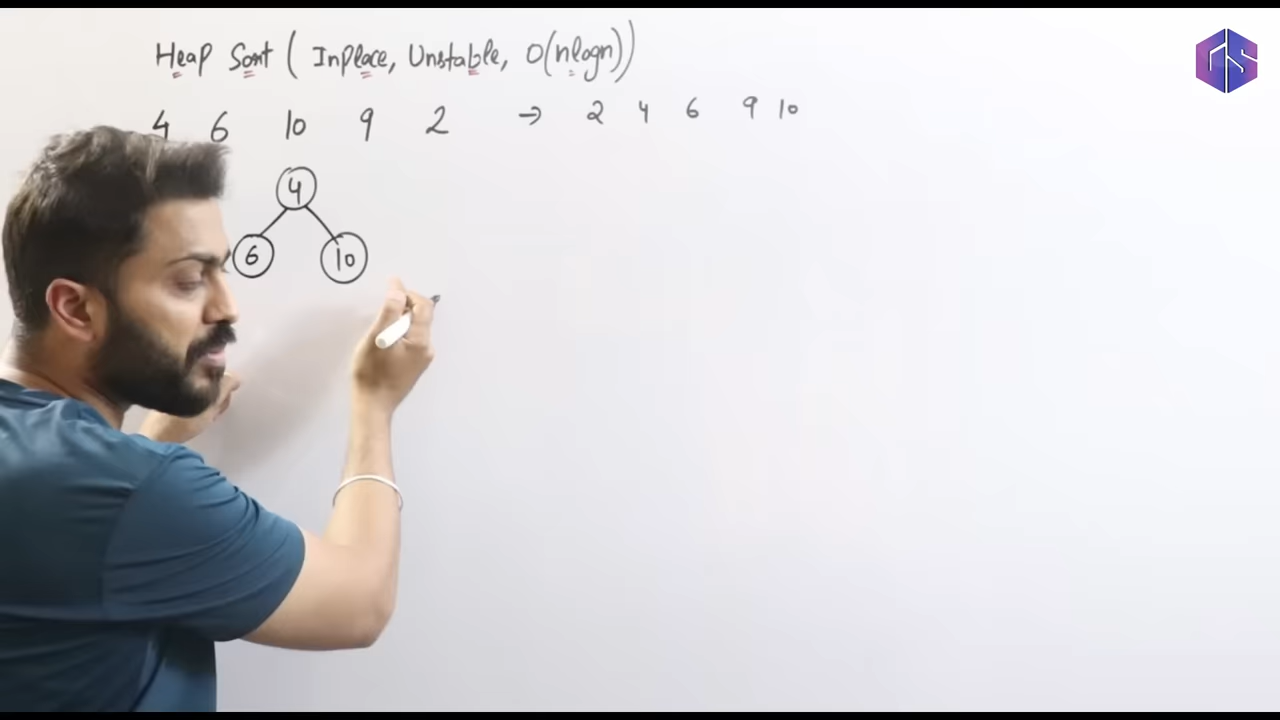 Heap Sort ( Inplace, Unstable, O(nlogn))
4 6 10 9 2 → 2 4 6 9 10
4
6 10